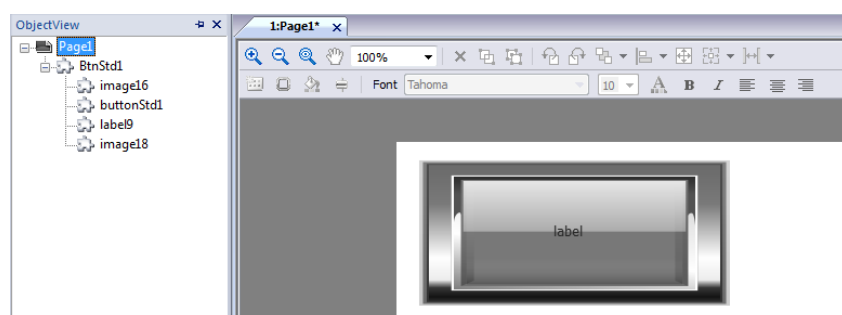 ObjectView
Page1
BtnStd1
image16
buttonStd1
label9
image18
1:Page1*
100%
Font Tahoma 10 A B I
label